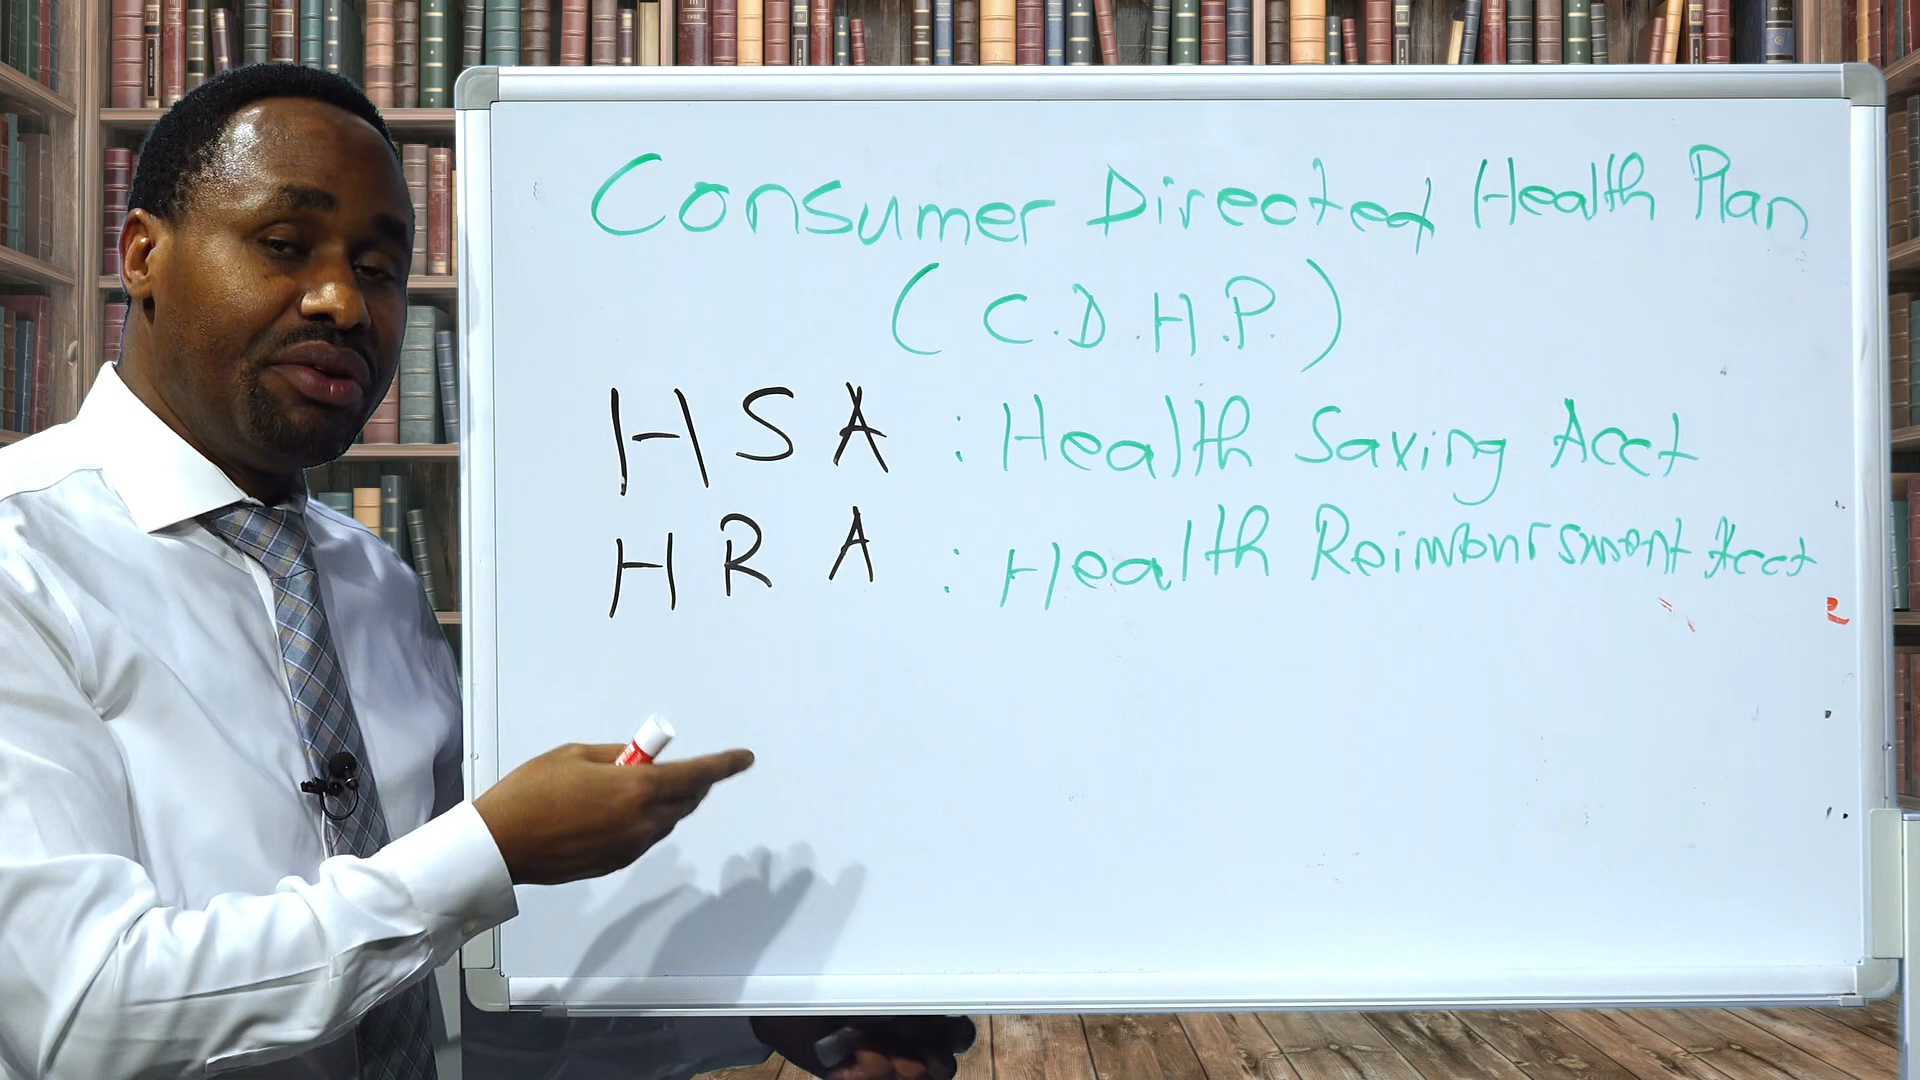 Consumer Directed Health Plan
(C.D.H.P.)
HSA : Health Saving Acct
HRA : Health Reimbursment Acct